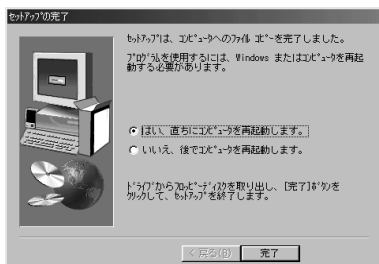 ｾｯﾄｱｯﾌﾟの完了
ｾｯﾄｱｯﾌﾟは、ｺﾝﾋﾟｭｰﾀへのﾌｧｲﾙ ｺﾋﾟｰを完了しました。
ﾌﾟﾛｸﾞﾗﾑを使用するには、Windows またはｺﾝﾋﾟｭｰﾀを再起
動する必要があります。
はい、直ちにｺﾝﾋﾟｭｰﾀを再起動します。
いいえ、後でｺﾝﾋﾟｭｰﾀを再起動します。
ﾄﾞﾗｲﾌﾞからﾌﾛｯﾋﾟｰﾃﾞｨｽｸを取り出し、[完了]ﾎﾞﾀﾝを
ｸﾘｯｸして、ｾｯﾄｱｯﾌﾟを終了します。
< 戻る(B)
完了